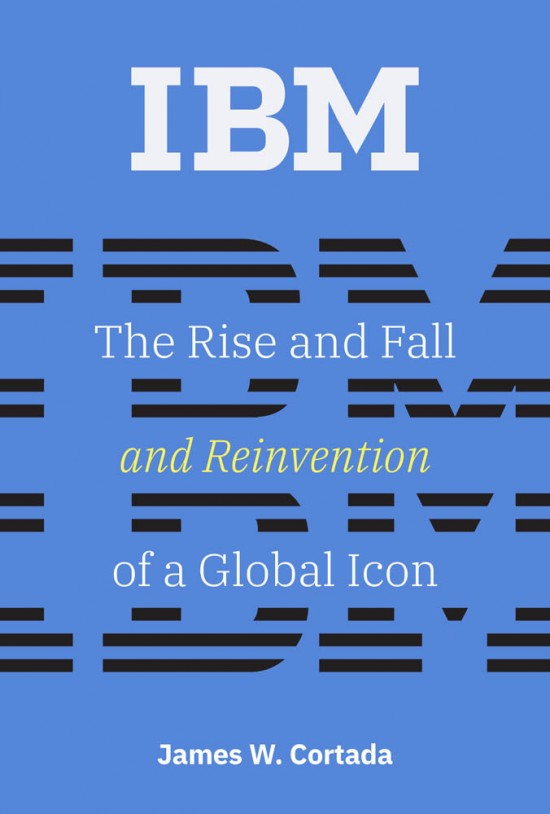 IBM
The Rise and Fall
and Reinvention
of a Global Icon
James W. Cortada